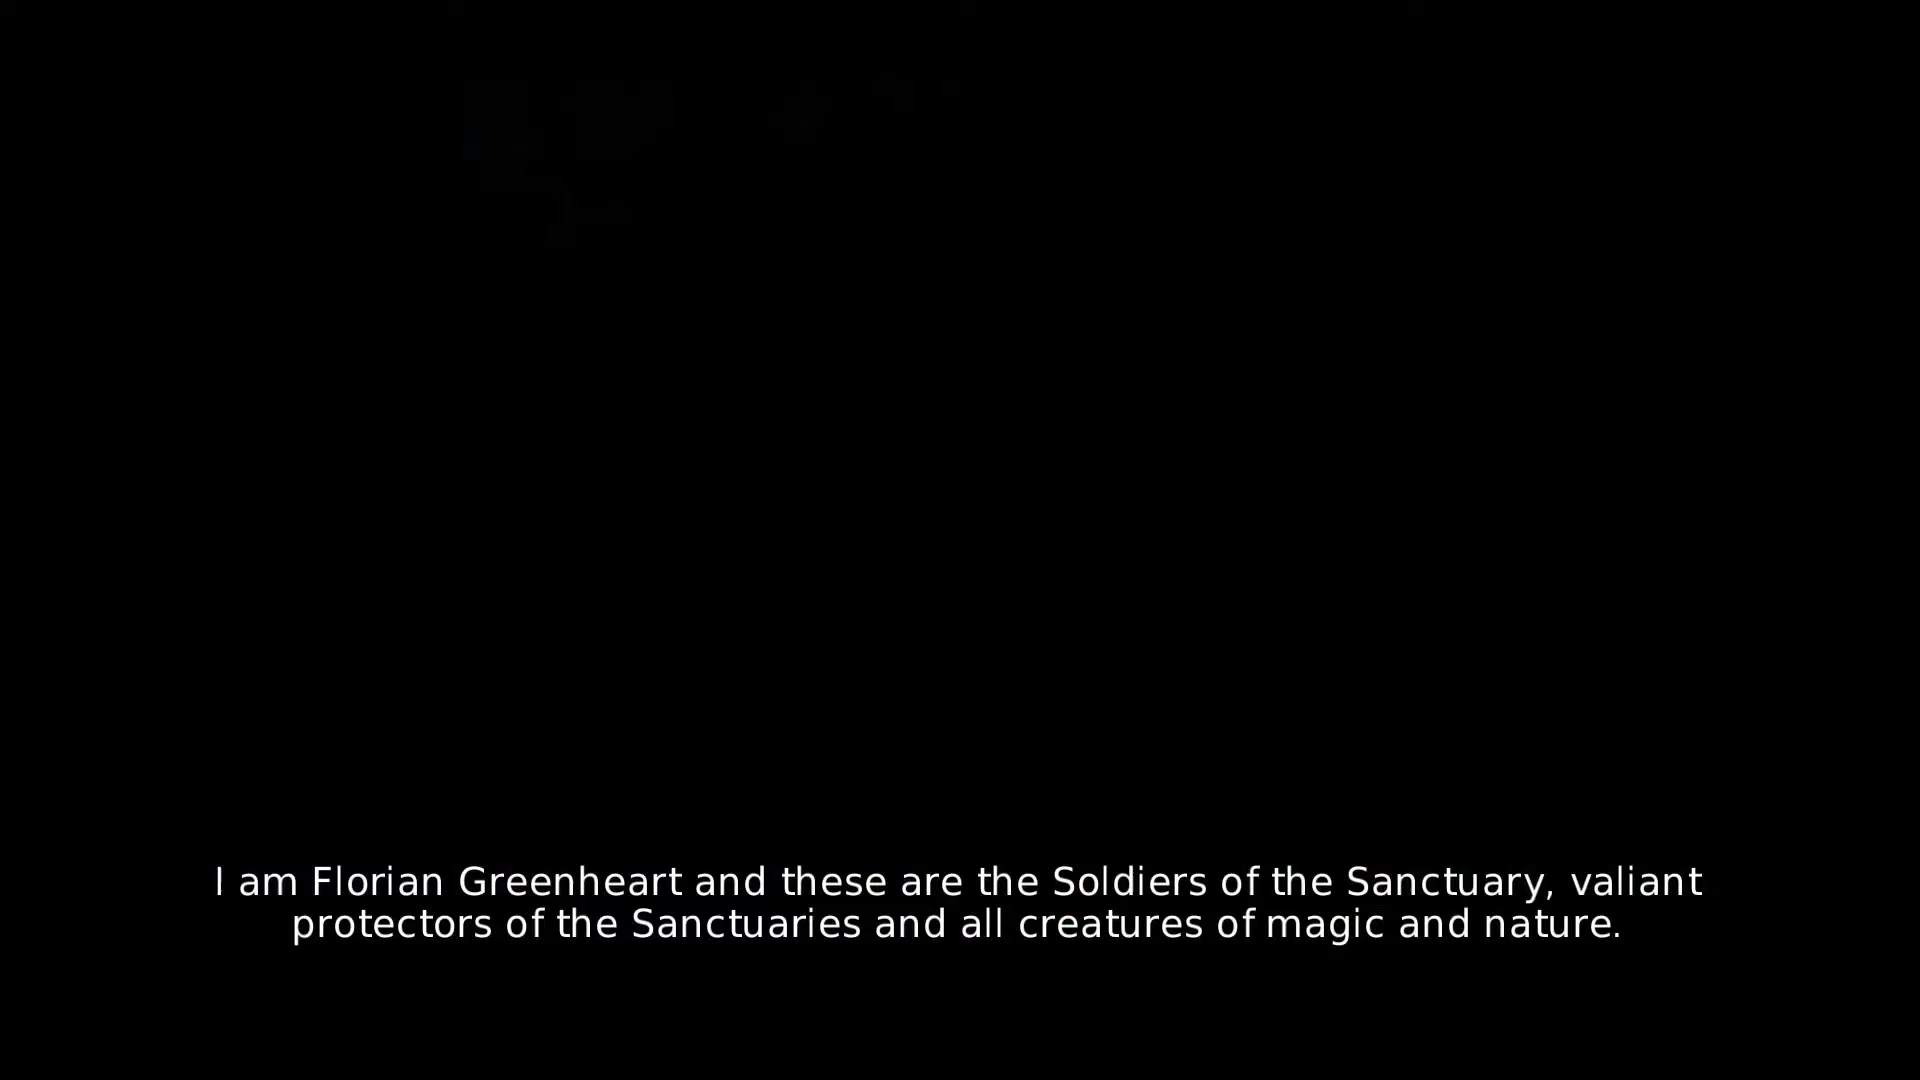 I am Florian Greenheart and these are the Soldiers of the Sanctuary, valiant
protectors of the Sanctuaries and all creatures of magic and nature.